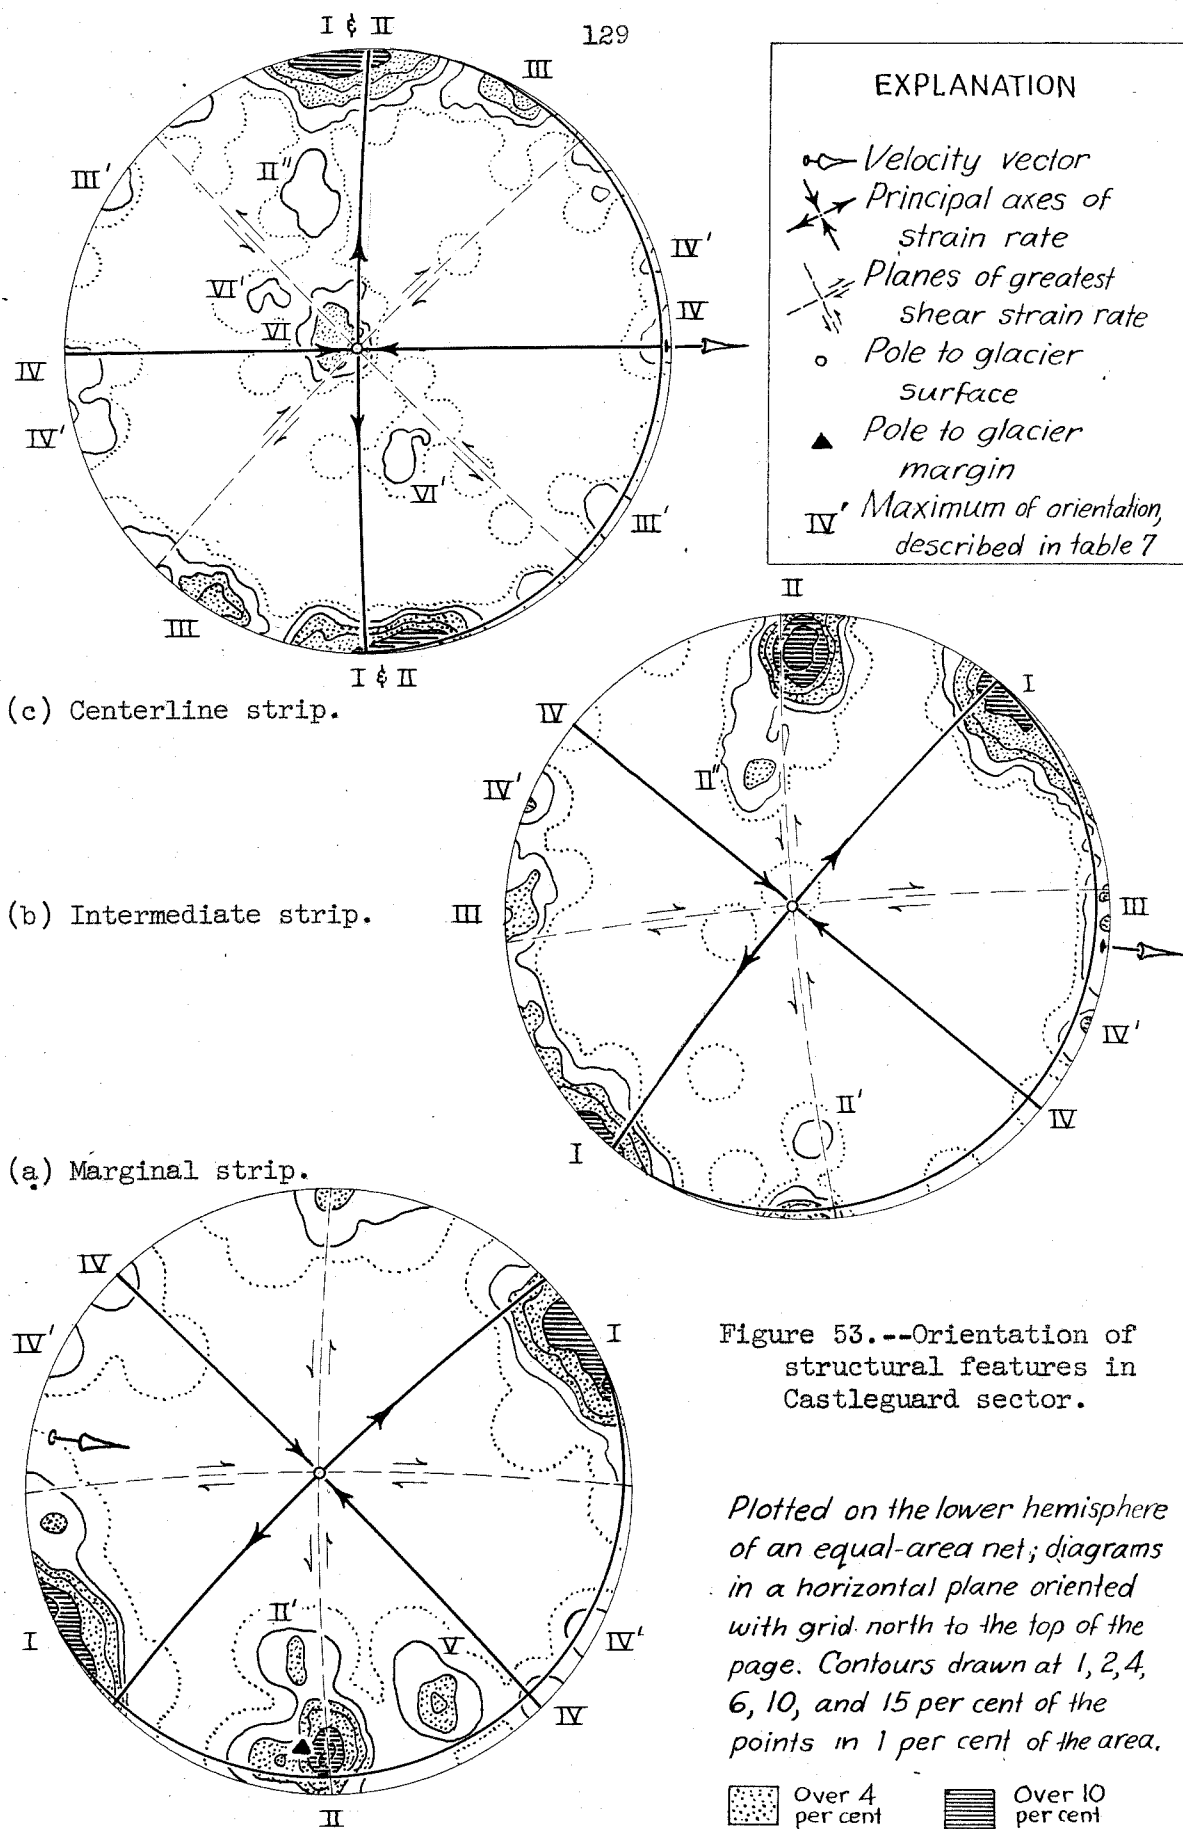 129
I & II
III
III'
II"
IV'
VI'
VI
IV
IV
IV'
VI'
III'
III
I & II
EXPLANATION
Velocity vector
Principal axes of
strain rate
Planes of greatest
shear strain rate
Pole to glacier
surface
Pole to glacier
margin
IV' Maximum of orientation,
described in table 7
(c) Centerline strip.
II
I
IV
II"
IV'
(b) Intermediate strip.
III
III
IV'
II'
IV
I
(a) Marginal strip.
IV
IV'
I
I
II'
V
IV'
IV
II
Figure 53.--Orientation of
structural features in
Castleguard sector.
Plotted on the lower hemisphere
of an equal-area net; diagrams
in a horizontal plane oriented
with grid north to the top of the
page. Contours drawn at 1, 2, 4,
6, 10, and 15 per cent of the
points in 1 per cent of the area.
Over 4
per cent
Over 10
per cent